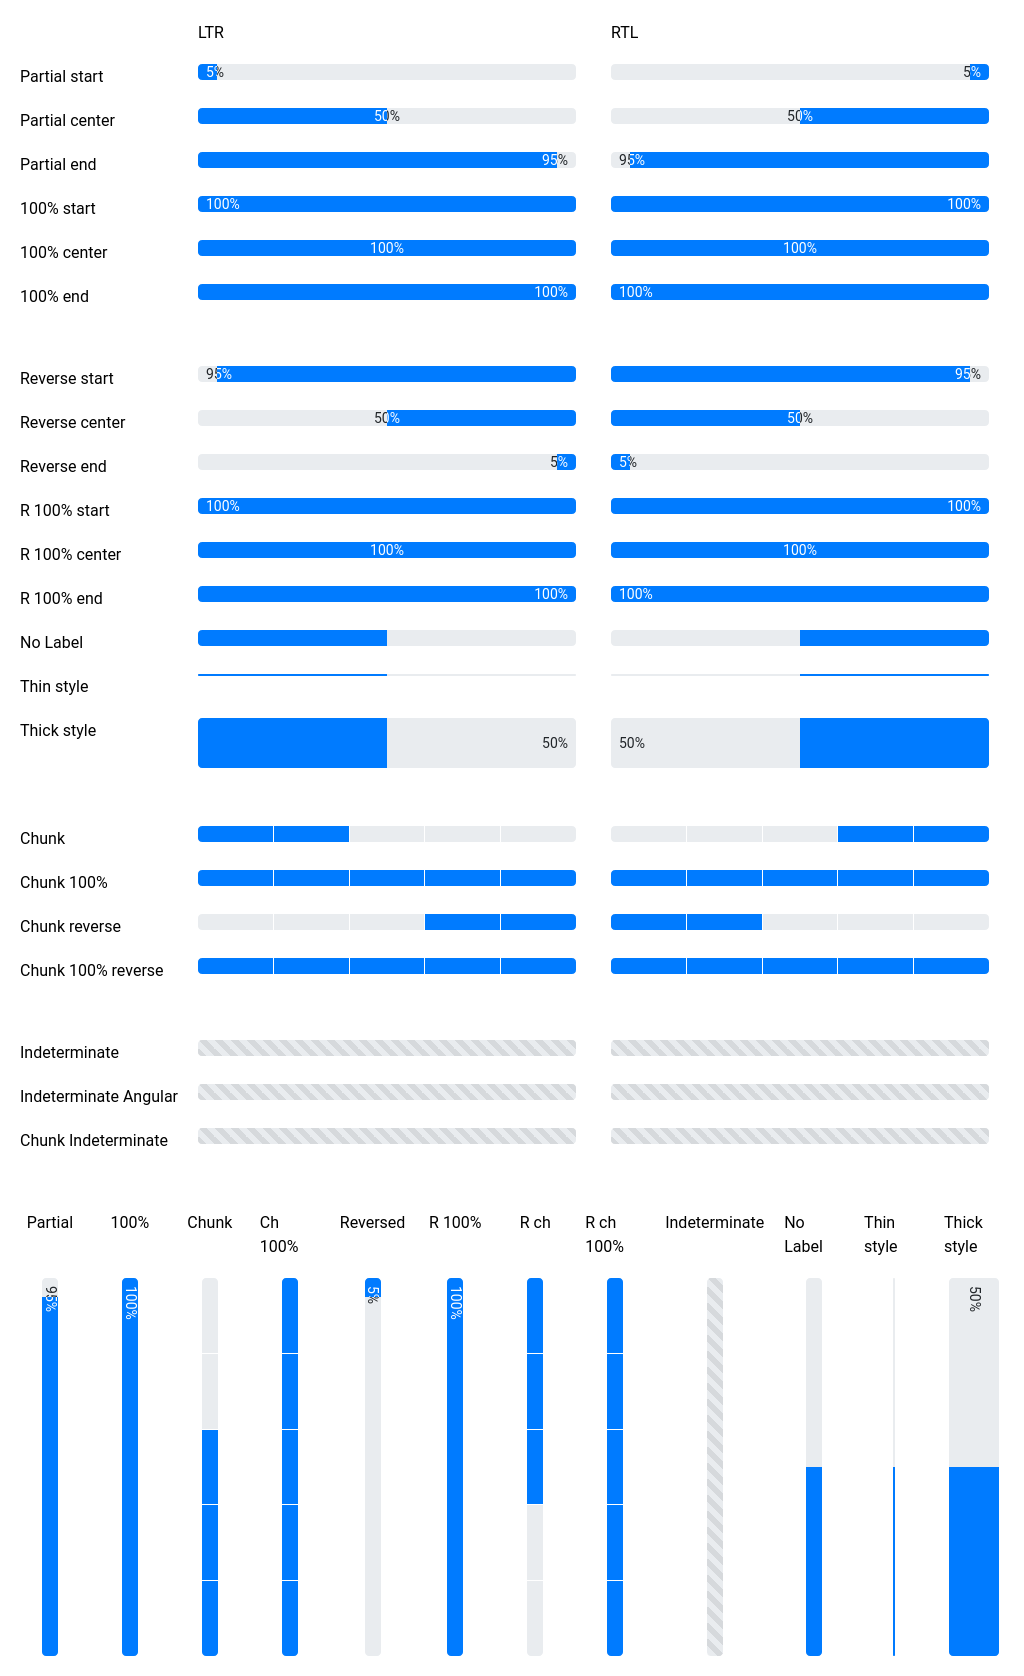 LTR RTL
Partial start 5% 5%
Partial center 50% 50%
Partial end 95% 95%
100% start 100% 100%
100% center 100% 100%
100% end 100% 100%
Reverse start 95% 95%
Reverse center 50% 50%
Reverse end 5% 5%
R 100% start 100% 100%
R 100% center 100% 100%
R 100% end 100% 100%
No Label
Thin style
Thick style 50% 50%
Chunk
Chunk 100%
Chunk reverse
Chunk 100% reverse
Indeterminate
Indeterminate Angular
Chunk Indeterminate
Partial 100% Chunk Ch Reversed R 100% R ch R ch Indeterminate No Thin Thick
100% 100% Label style style
95% 100% 5% 100% 50%